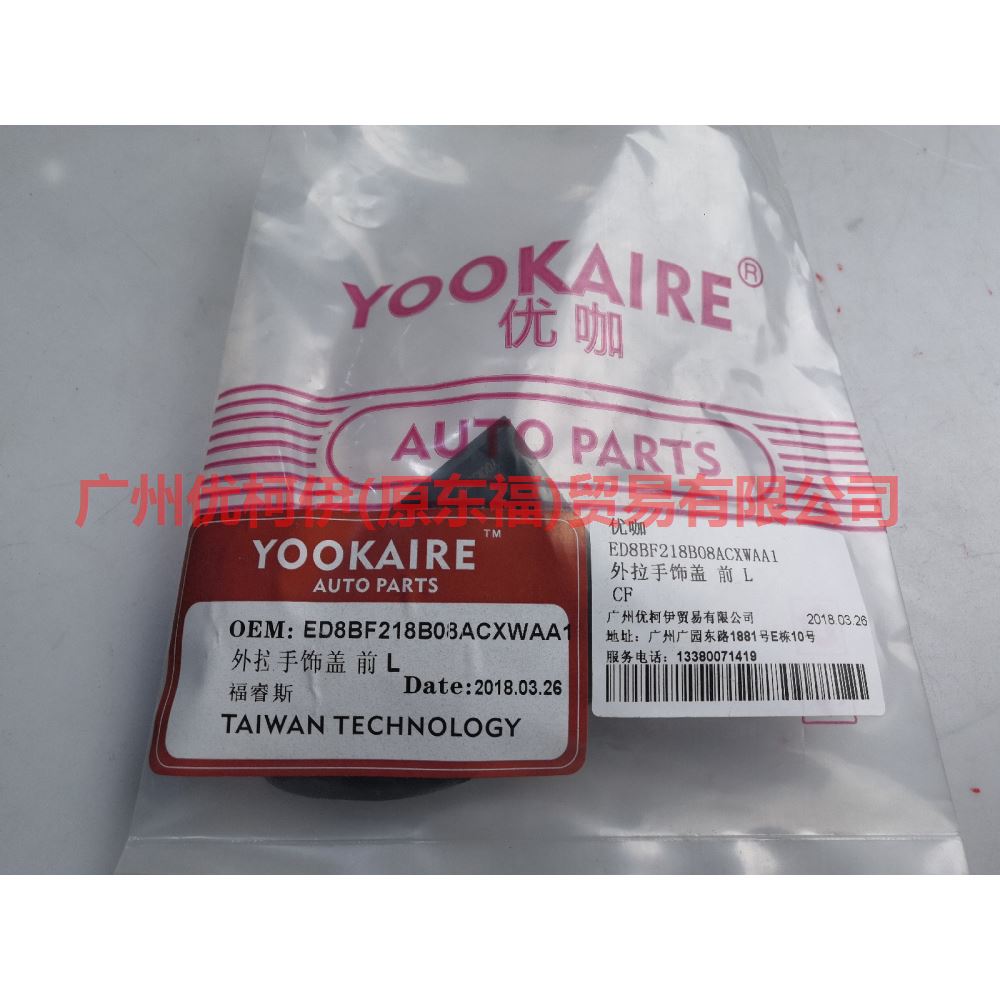 YOOKAIRE®
优咖
AUTO PARTS
广州优柯伊(原东福)贸易有限公司
YOOKAIRE™
AUTO PARTS
OEM: ED8BF218B08ACXWAA1
外拉手饰盖 前 L
福睿斯
Date:2018.03.26
TAIWAN TECHNOLOGY
优咖
ED8BF218B08ACXWAA1
外拉手饰盖 前 L
CF
广州优柯伊贸易有限公司 2018.03.26
地址: 广州广园东路1881号E栋10号
服务电话: 13380071419